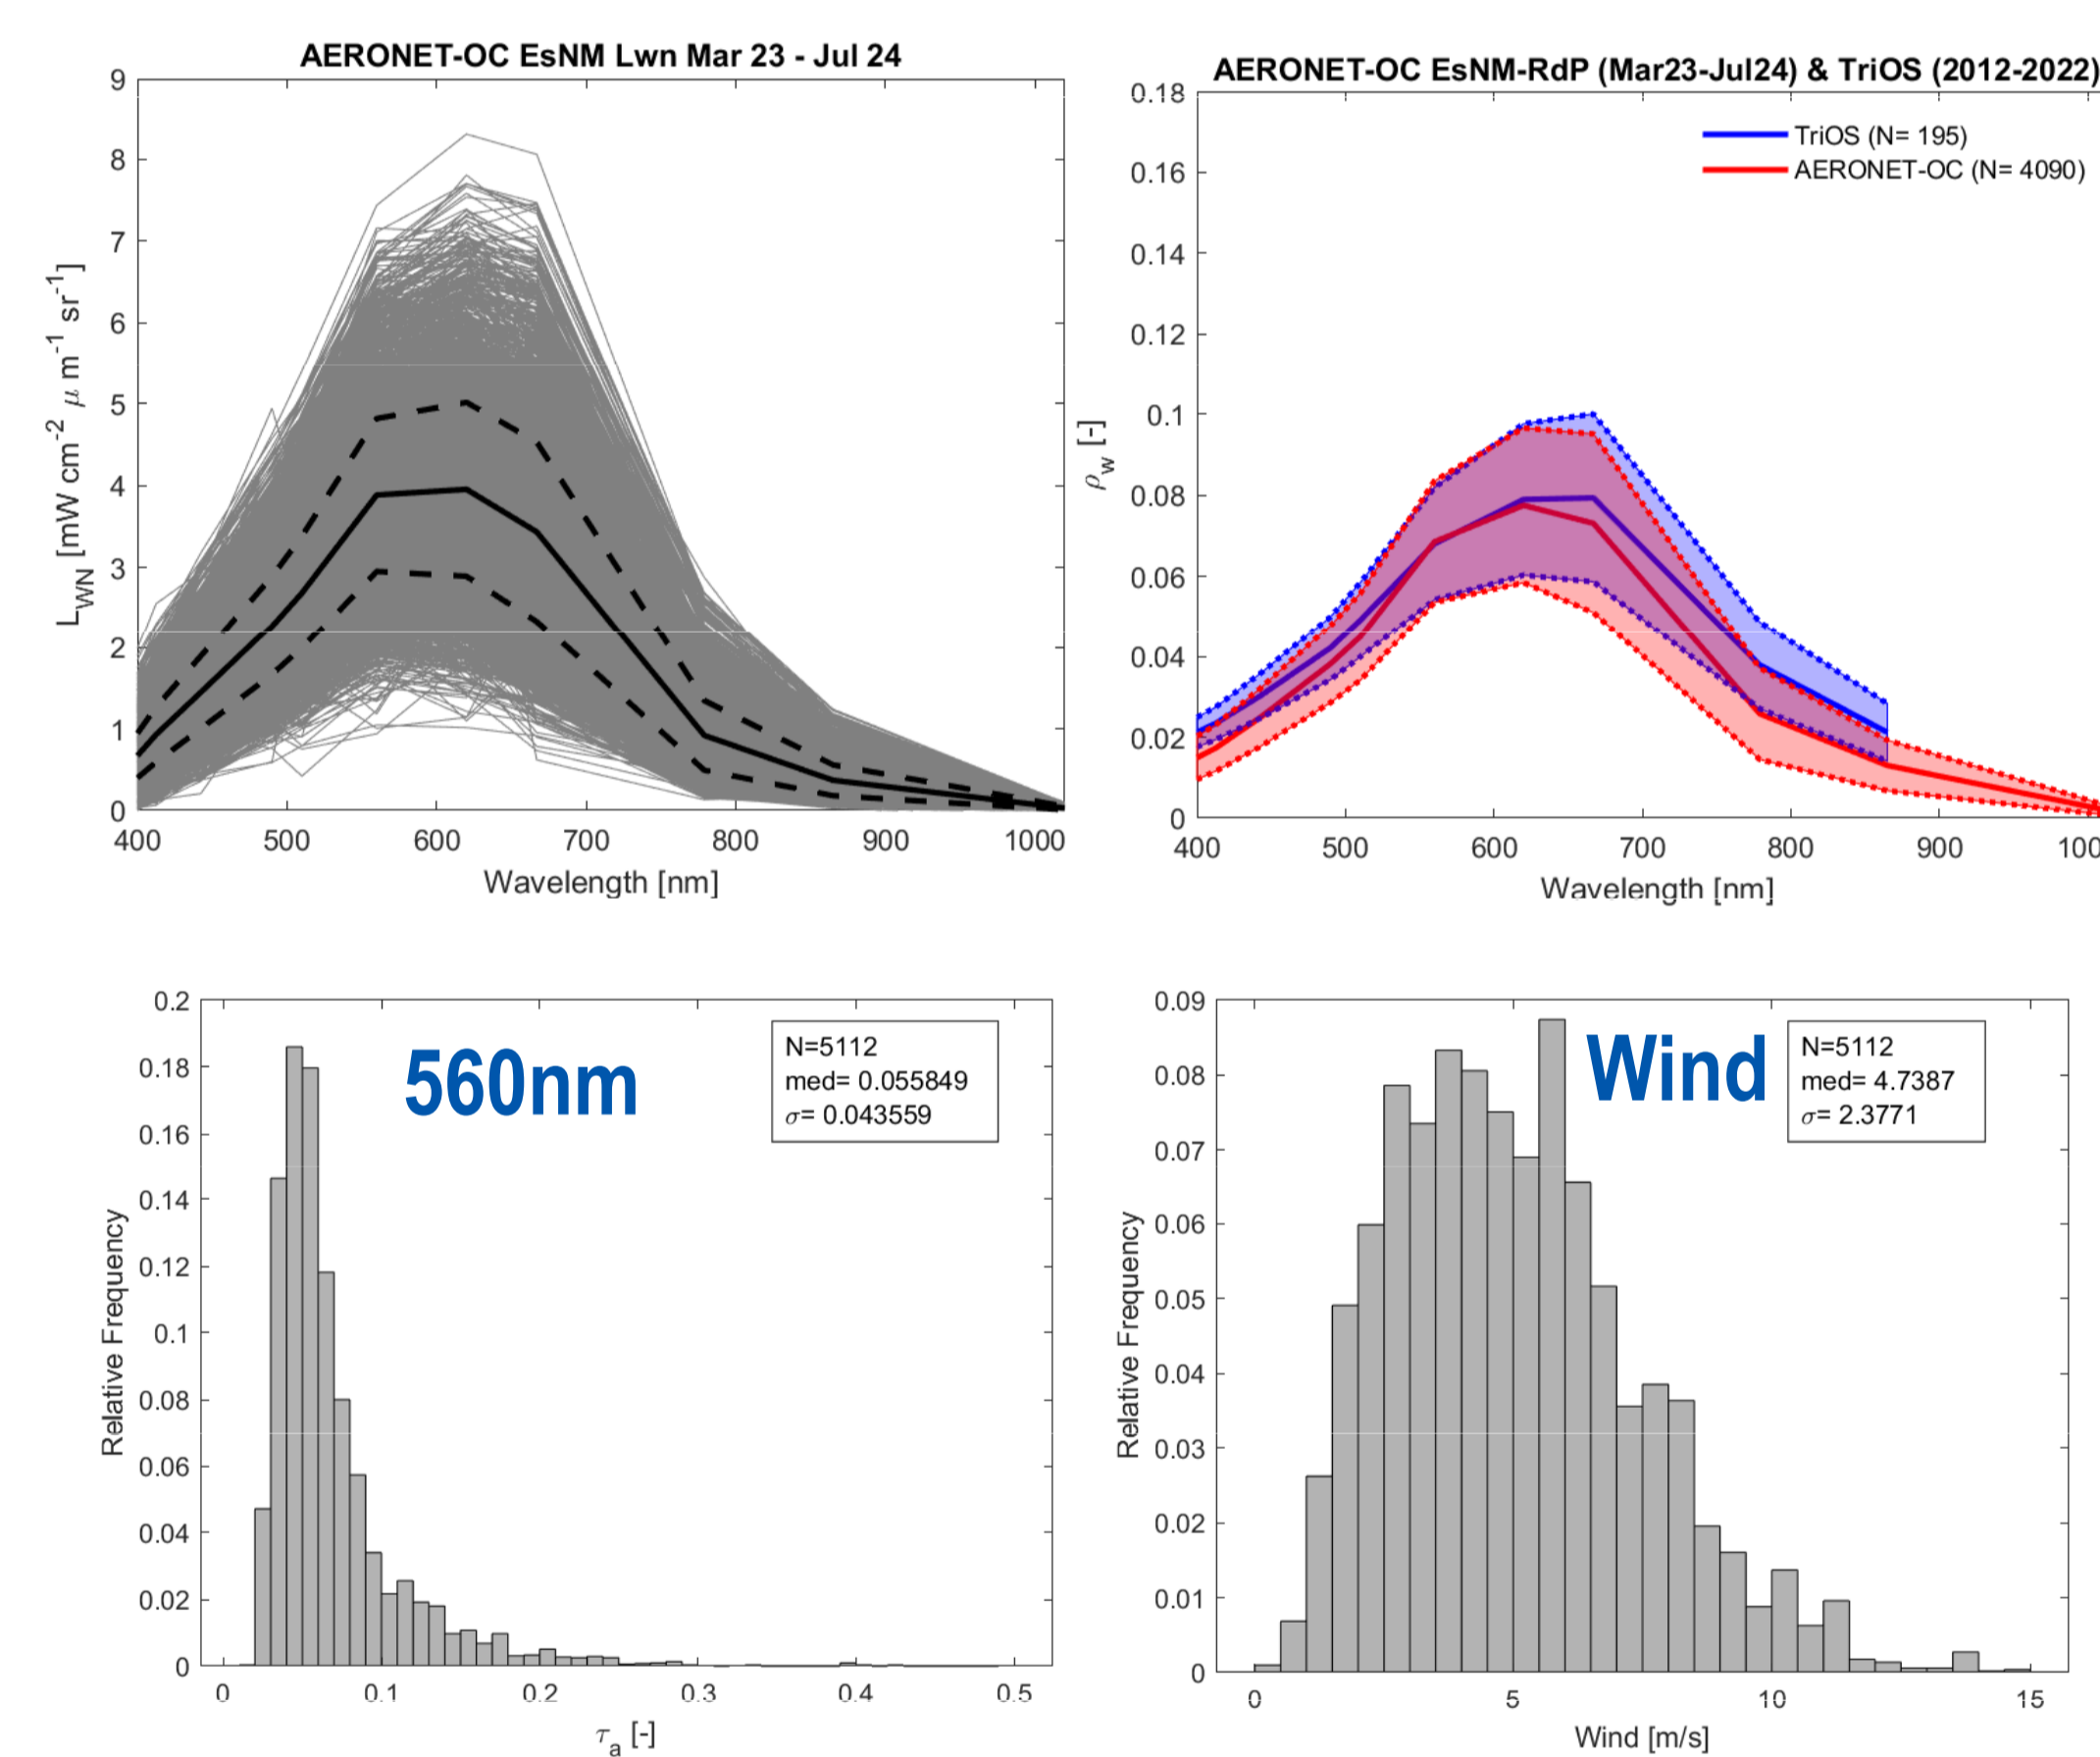 AERONET-OC EsNM Lwn Mar 23 - Jul 24
9
8
7
6
5
4
3
2
1
0
L_WN [mW cm^-2 μ m^-1 sr^-1]
400 500 600 700 800 900 1000
Wavelength [nm]
AERONET-OC EsNM-RdP (Mar23-Jul24) & TriOS (2012-2022)
0.18
0.16
0.14
0.12
0.1
0.08
0.06
0.04
0.02
0
ρ_w [-]
TriOS (N= 195)
AERONET-OC (N= 4090)
400 500 600 700 800 900 100
Wavelength [nm]
0.2
0.18
0.16
0.14
0.12
0.1
0.08
0.06
0.04
0.02
0
Relative Frequency
560nm
N=5112
med= 0.055849
σ= 0.043559
0 0.1 0.2 0.3 0.4 0.5
τ_a [-]
0.09
0.08
0.07
0.06
0.05
0.04
0.03
0.02
0.01
0
Relative Frequency
Wind
N=5112
med= 4.7387
σ= 2.3771
0 5 10 15
Wind [m/s]